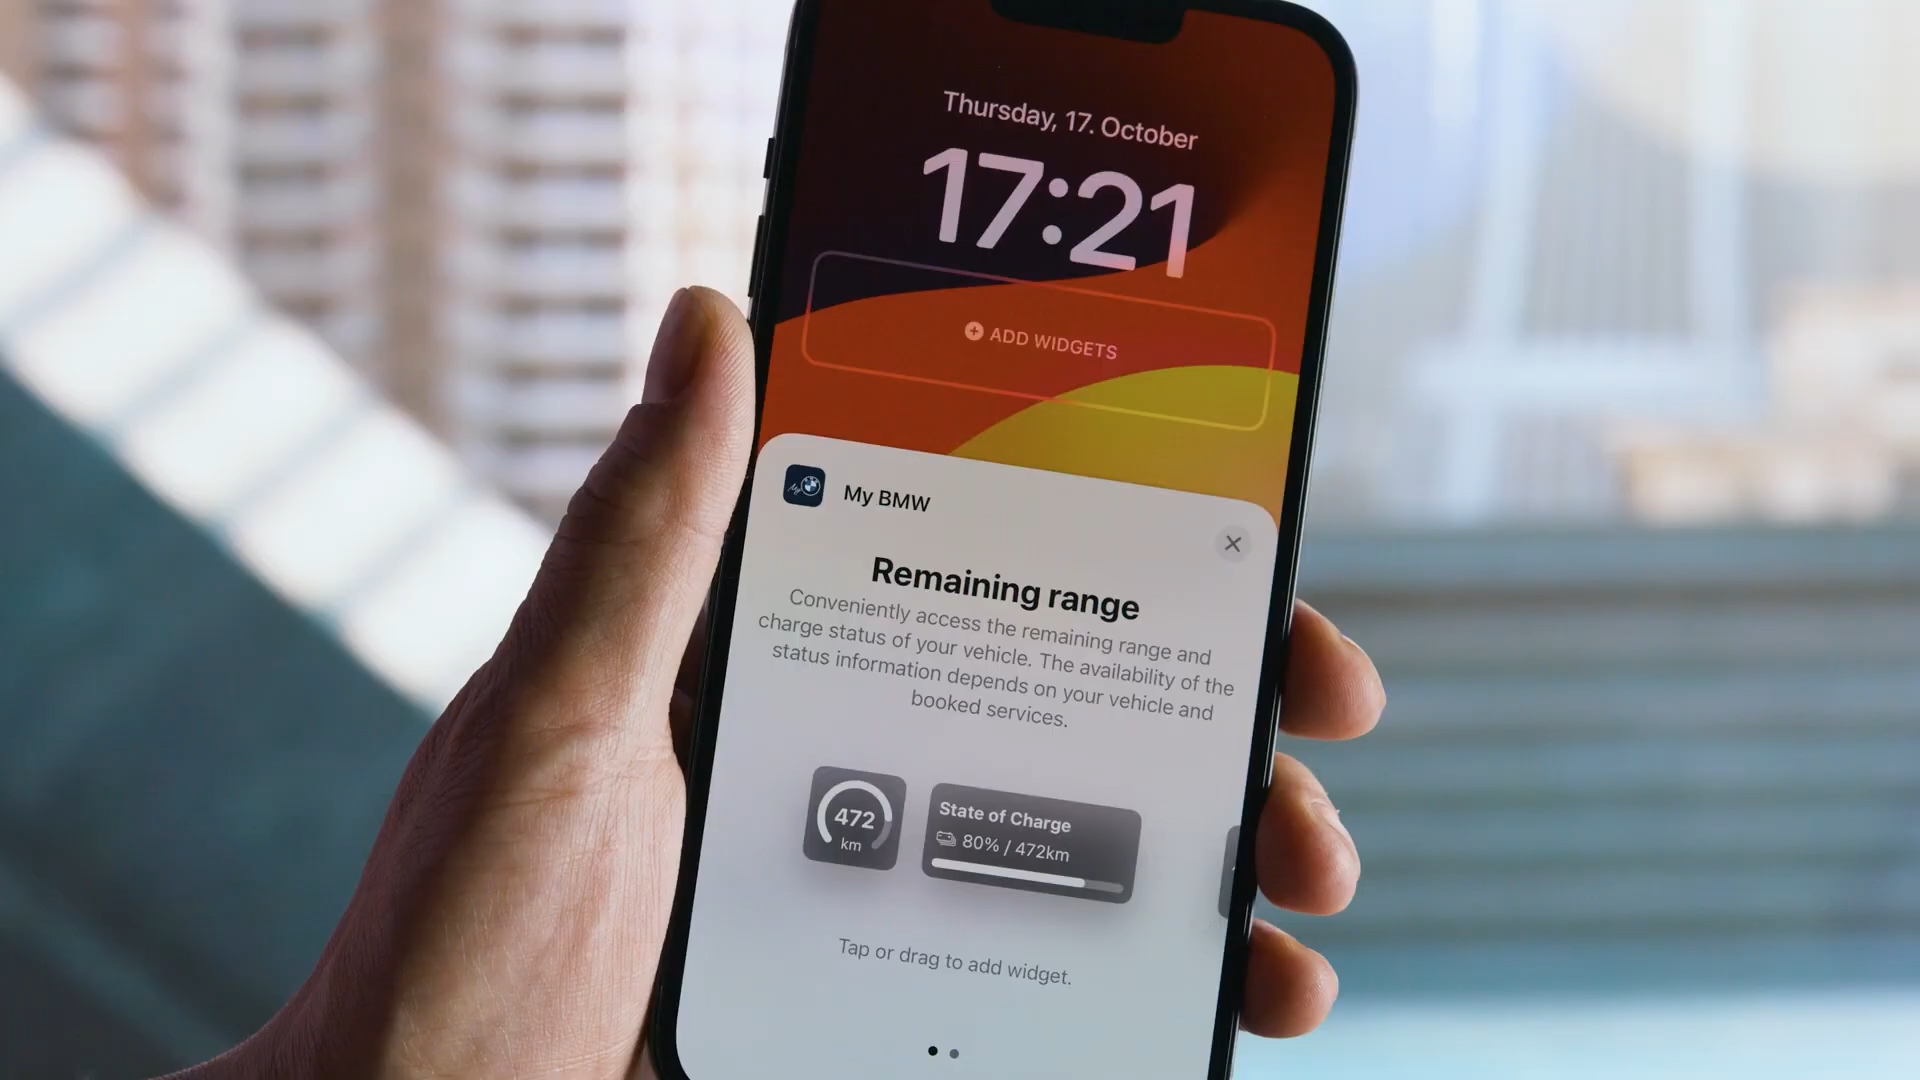 Thursday, 17. October
17:21
ADD WIDGETS
My BMW
Remaining range
Conveniently access the remaining range and
charge status of your vehicle. The availability of the
status information depends on your vehicle and
booked services.
472
km
State of Charge
80% / 472km
Tap or drag to add widget.